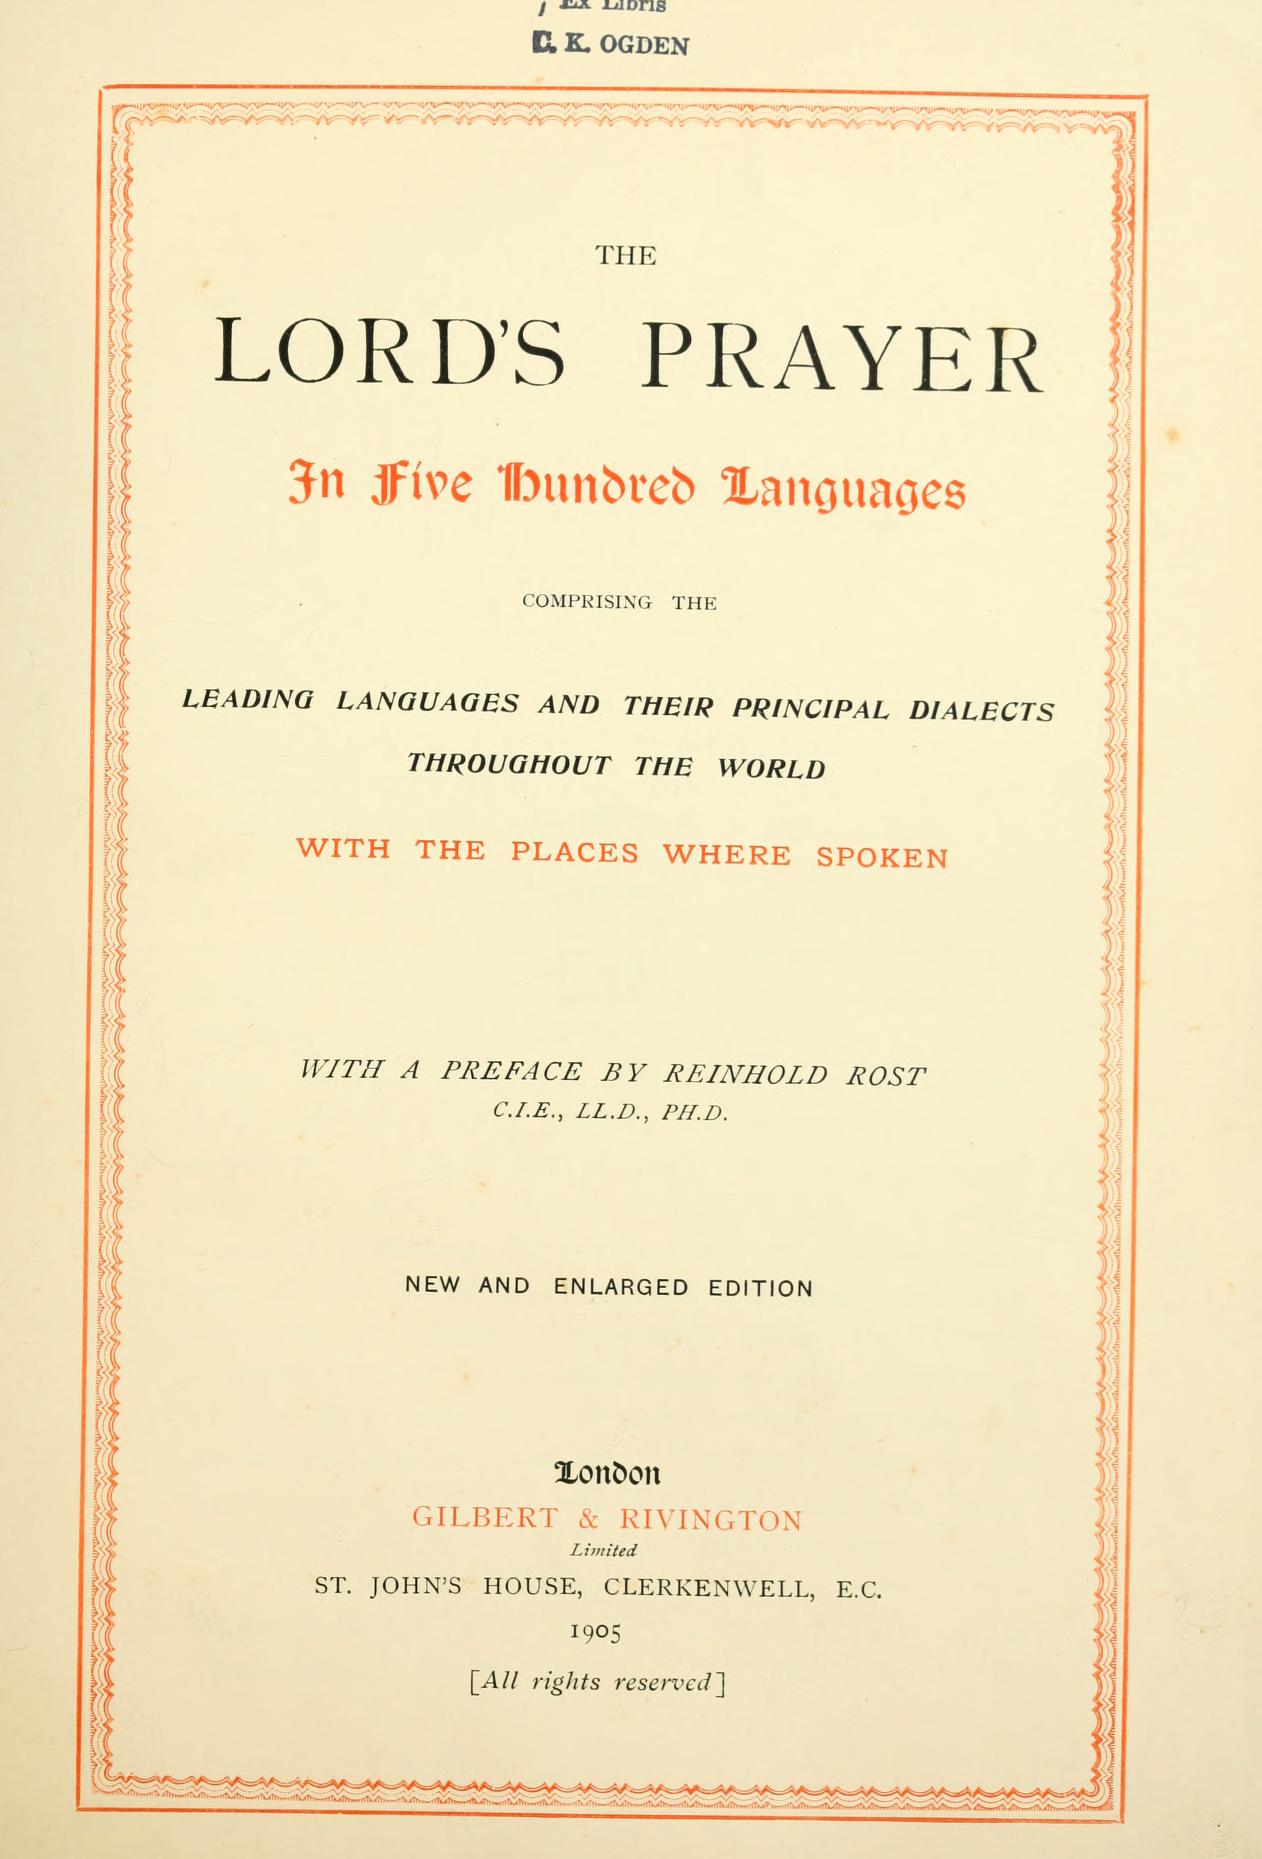 Ex Libris
C. K. OGDEN
THE
LORD'S PRAYER
In Five Hundred Languages
COMPRISING THE
LEADING LANGUAGES AND THEIR PRINCIPAL DIALECTS
THROUGHOUT THE WORLD
WITH THE PLACES WHERE SPOKEN
WITH A PREFACE BY REINHOLD ROST
C.I.E., LL.D., PH.D.
NEW AND ENLARGED EDITION
London
GILBERT & RIVINGTON
Limited
ST. JOHN'S HOUSE, CLERKENWELL, E.C.
1905
[All rights reserved]